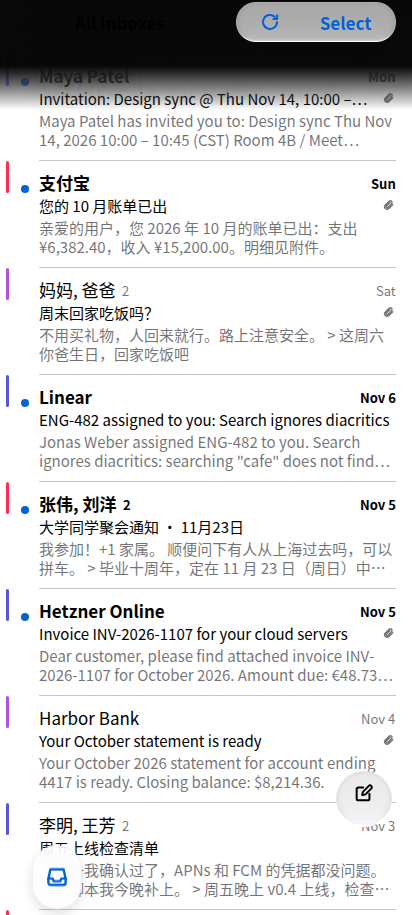 All Inboxes
Select
Maya Patel Mon
Invitation: Design sync @ Thu Nov 14, 10:00 –…
Maya Patel has invited you to: Design sync Thu Nov
14, 2026 10:00 – 10:45 (CST) Room 4B / Meet…
支付宝 Sun
您的 10 月账单已出
亲爱的用户，您 2026 年 10 月的账单已出：支出
¥6,382.40，收入 ¥15,200.00。明细见附件。
妈妈, 爸爸 2 Sat
周末回家吃饭吗?
不用买礼物，人回来就行。路上注意安全。 > 这周六
你爸生日，回家吃饭吧
Linear Nov 6
ENG-482 assigned to you: Search ignores diacritics
Jonas Weber assigned ENG-482 to you. Search
ignores diacritics: searching "cafe" does not find…
张伟, 刘洋 2 Nov 5
大学同学聚会通知 · 11月23日
我参加！+1 家属。 顺便问下有人从上海过去吗，可以
拼车。 > 毕业十周年，定在 11 月 23 日（周日）中…
Hetzner Online Nov 5
Invoice INV-2026-1107 for your cloud servers
Dear customer, please find attached invoice INV-
2026-1107 for October 2026. Amount due: €48.73…
Harbor Bank Nov 4
Your October statement is ready
Your October 2026 statement for account ending
4417 is ready. Closing balance: $8,214.36.
李明, 王芳 2 Nov 3
周五上线检查清单
我确认过了，APNs 和 FCM 的凭据都没问题。
本我今晚补上。 > 周五晚上 v0.4 上线，检查…